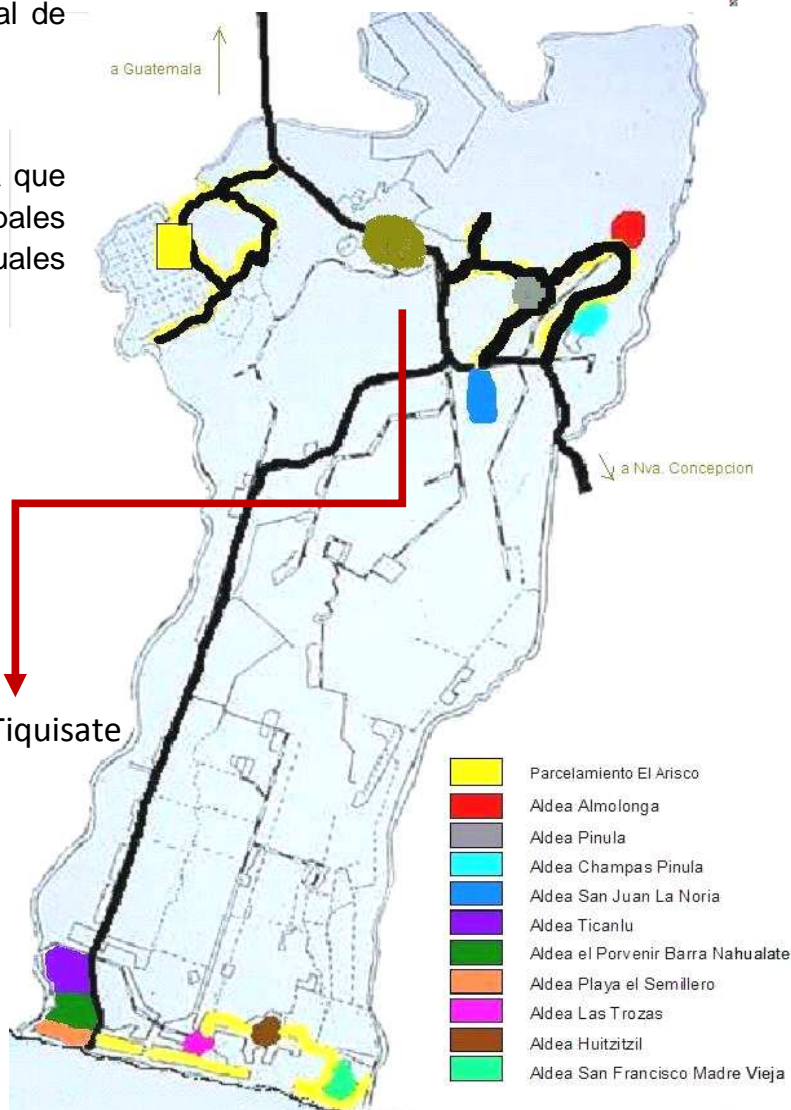 al de
a Guatemala
que
pales
uales
a Nva. Concepcion
Tiquisate
Parcelamiento El Arisco
Aldea Almolonga
Aldea Pinula
Aldea Champas Pinula
Aldea San Juan La Noria
Aldea Ticanlu
Aldea el Porvenir Barra Nahualate
Aldea Playa el Semillero
Aldea Las Trozas
Aldea Huitzitzil
Aldea San Francisco Madre Vieja